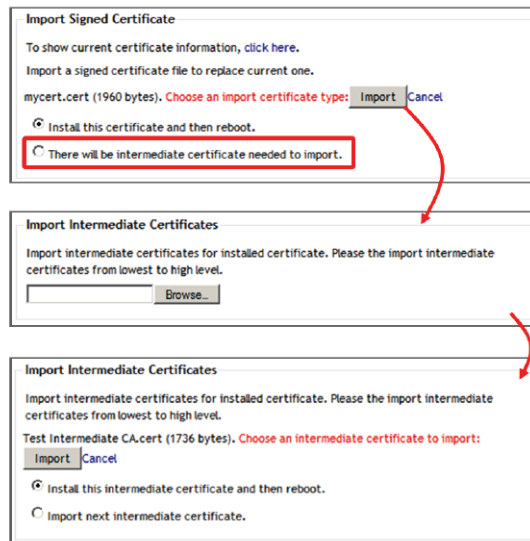 Import Signed Certificate
To show current certificate information, click here.
Import a signed certificate file to replace current one.
mycert.cert (1960 bytes). Choose an import certificate type: Import Cancel
Install this certificate and then reboot.
There will be intermediate certificate needed to import.
Import Intermediate Certificates
Import intermediate certificates for installed certificate. Please the import intermediate
certificates from lowest to high level.
Browse...
Import Intermediate Certificates
Import intermediate certificates for installed certificate. Please the import intermediate
certificates from lowest to high level.
Test Intermediate CA.cert (1736 bytes). Choose an intermediate certificate to import:
Import Cancel
Install this intermediate certificate and then reboot.
Import next intermediate certificate.